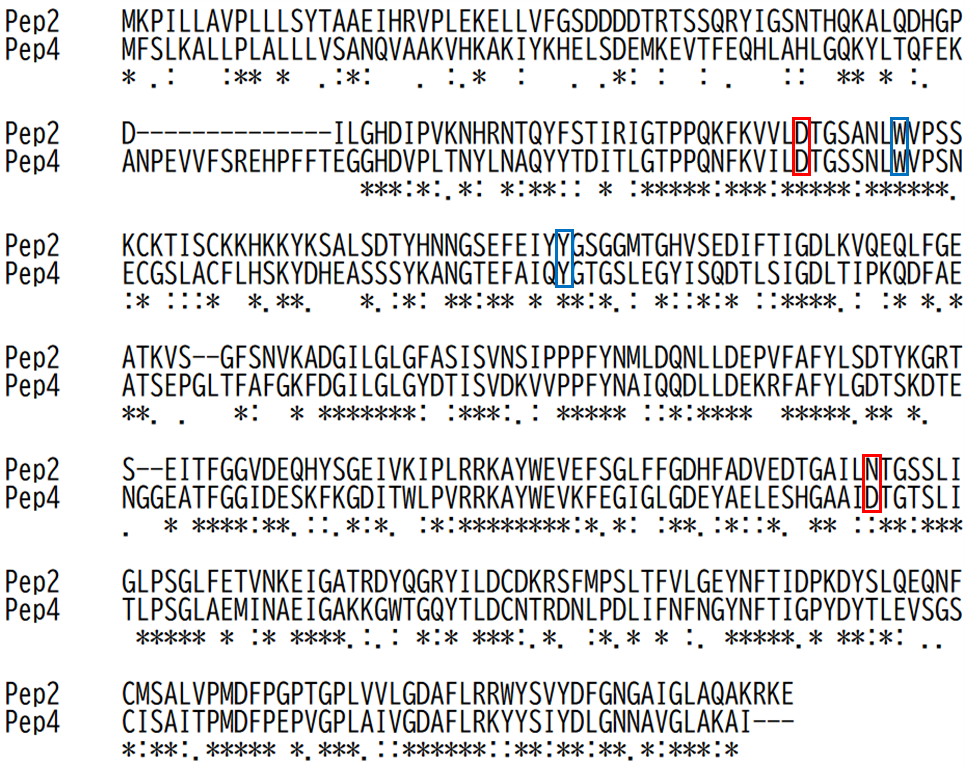 Pep2 MKPILLAVPLLLSYTAAEIHRVPLEKELLVFGSDDDDTRTSSQRYIGSNTHQKALQDHGP
Pep4 MFSLKALLPLALLLVSANQVAAKVHKAKIYKHELSDEMKEVTFEQHLAHLGQKYLTQFEK
* .: :** * .:*: . :.* : .*: : : . :: ** * :.
Pep2 D--------------ILGHDIPVKNHRNTQYFSTIRIGTPPQKFKVVLDTGSANLWVPSS
Pep4 ANPEVVFSREHPFFTEGGHDVPLTNYLNAQYYTDITLGTPPQNFKVILDTGSSNLWVPSN
***:*:.*: *:**:: * :*****:***:*****:*******.
Pep2 KCKTISCKKHKKYKSALSDTYHNNGSEFEIYYGSGGMTGHVSEDIFTIGDLKVQEQLFGE
Pep4 ECGSLACFLHSKYDHEASSSYKANGTEFAIQYGTGSLEGYISQDTLSIGDLTIPKQDFAE
:* :::* *.**. *.:*: **:** * **:*.: *::*:* ::****.: :* *.*
Pep2 ATKVS--GFSNVKADGILGLGFASISVNSIPPPFYNMLDQNLLDEPVFAFYLSDTYKGRT
Pep4 ATSEPGLTFAFGKFDGILGLGYDTISVDKVVPPFYNAIQQDLLDEKRFAFYLGDTSKDTE
**. . *: * *******: :***:.: ***** ::*:**** *****.** *.
Pep2 S--EITFGGVDEQHYSGEIVKIPLRRKAYWEVEFSGLFFGDHFADVEDTGAILNTGSSLI
Pep4 NGGEATFGGIDESKFKGDITWLPVRRKAYWEVKFEGIGLGDEYAELESHGAAIDTGTSLI
. * ****:**.::.*:*. :*:********:*.*: :**.:*::*. ** ::**:***
Pep2 GLPSGLFETVNKEIGATRDYQGRYILDCDKRSFMPSLTFVLGEYNFTIDPKDYSLQEQNF
Pep4 TLPSGLAEMINAEIGAKKGWTGQYTLDCNTRDNLPDLIFNFNGYNFTIGPYDYTLEVSGS
***** * :* ****.:.: *:* ***:.*. :*.* * :. *****.* **:*: ..
Pep2 CMSALVPMDFPGPTGPLVVLGDAFLRRWYSVYDFGNGAIGLAQAKRKE
Pep4 CISAITPMDFPEPVGPLAIVGDAFLRKYYSIYDLGNNAVGLAKAI---
*:**:.***** *.***.::******::**:**:**.*:***:*